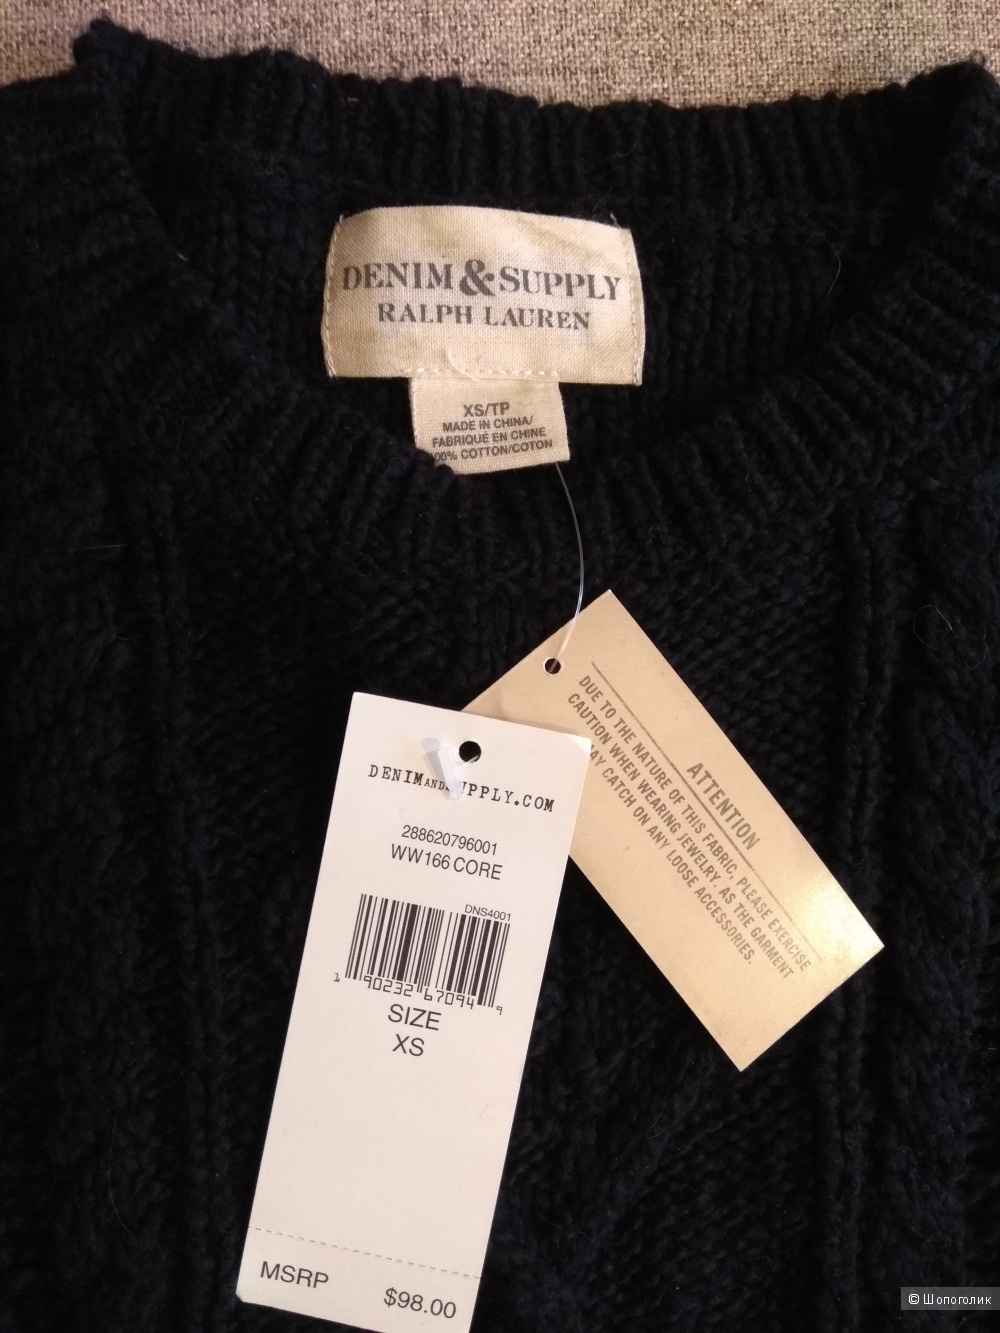 DENIM & SUPPLY
RALPH LAUREN
XS/TP
MADE IN CHINA/
FABRIQUÉ EN CHINE
00% COTTON/COTON
ATTENTION
DUE TO THE NATURE OF THIS FABRIC, PLEASE EXERCISE
CAUTION WHEN WEARING JEWELRY. AS THE GARMENT
AY CATCH ON ANY LOOSE ACCESSORIES.
DENIMANDSUPPLY.COM
288620796001
WW166 CORE
DNS4001
1 90232 67094 9
SIZE
XS
MSRP
$98.00
© Шопоголик